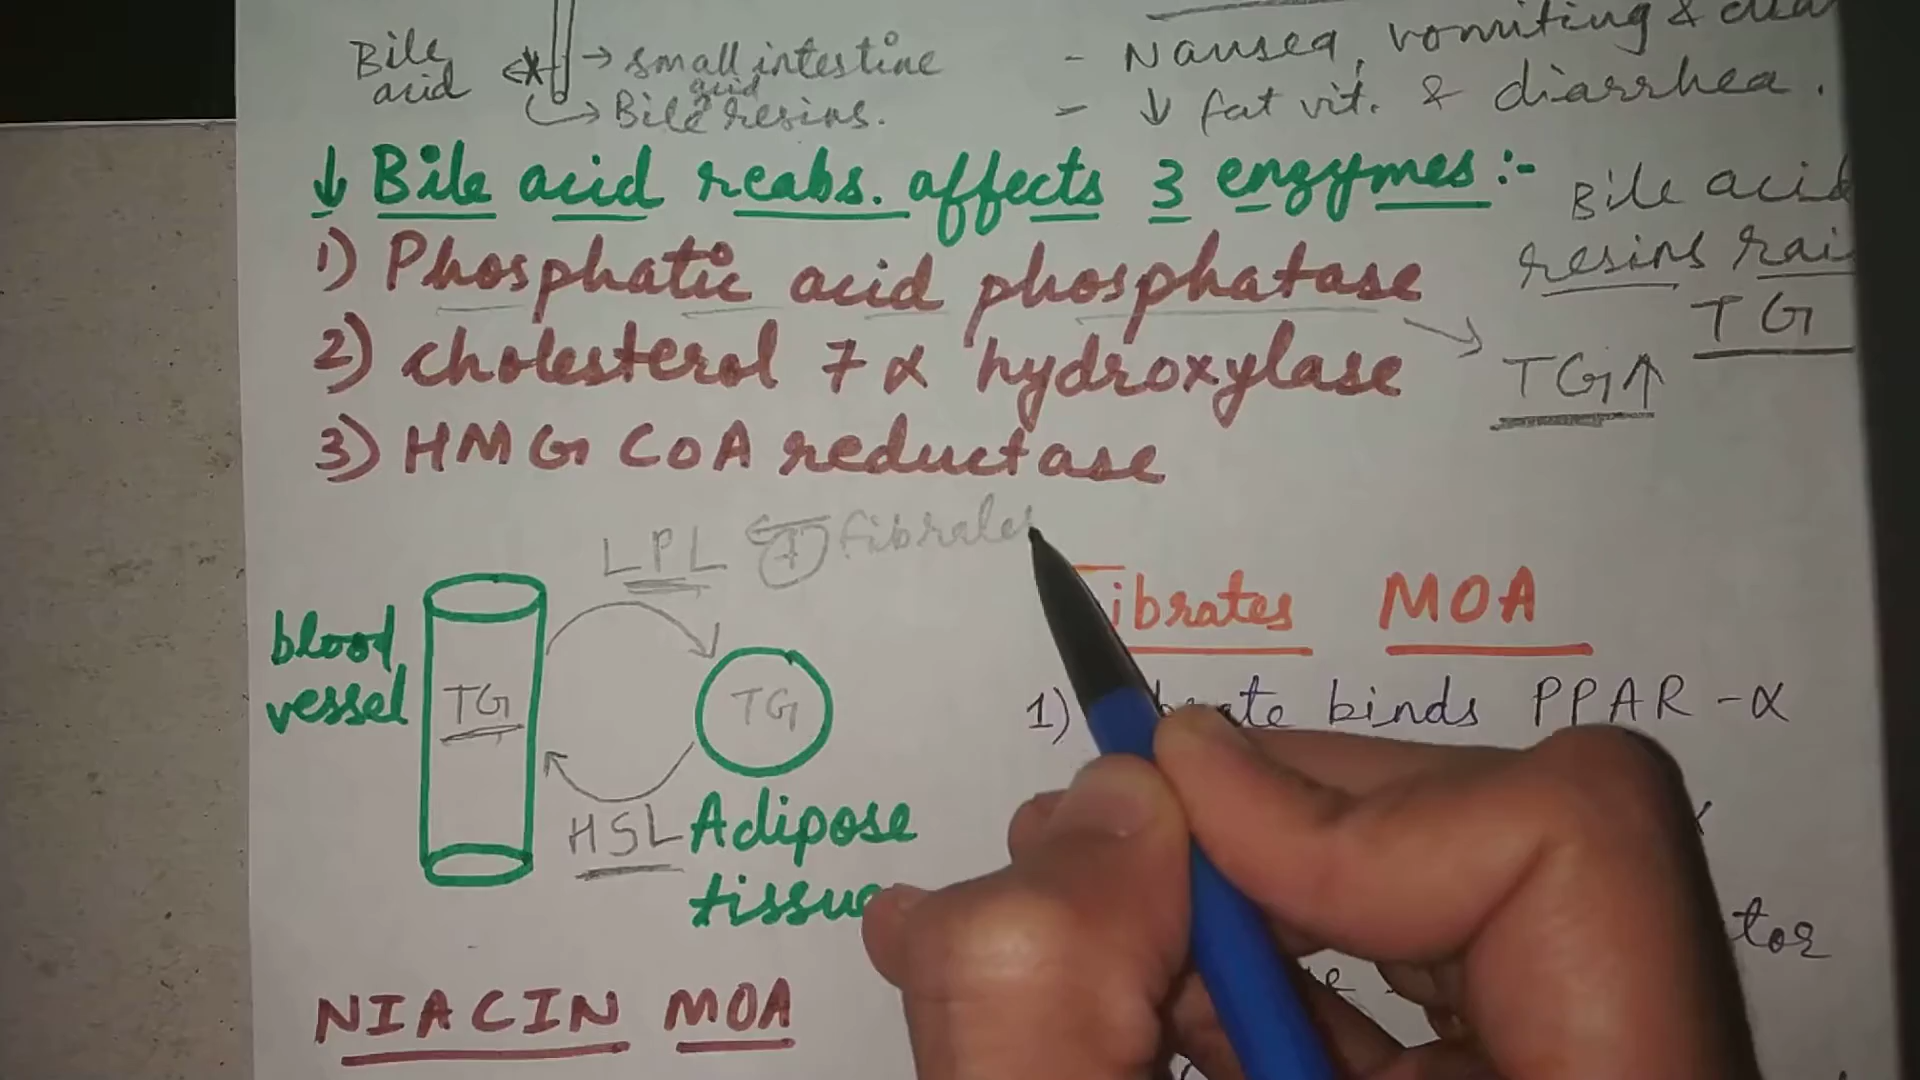 Bile acid
→ small intestine
→ Bile acid resins.
- Nausea, vomiting &
- ↓ fat vit. & diarrhea.
↓ Bile acid reabs. affects 3 enzymes :-
1) Phosphatic acid phosphatase
2) cholesterol 7 α hydroxylase
3) HMG CoA reductase
Bile acid
resins
TG
TG↑
LPL ← + fibrates
blood vessel
TG
TG
HSL
Adipose
tissue
NIACIN MOA
Fibrates MOA
1) binds PPAR -α